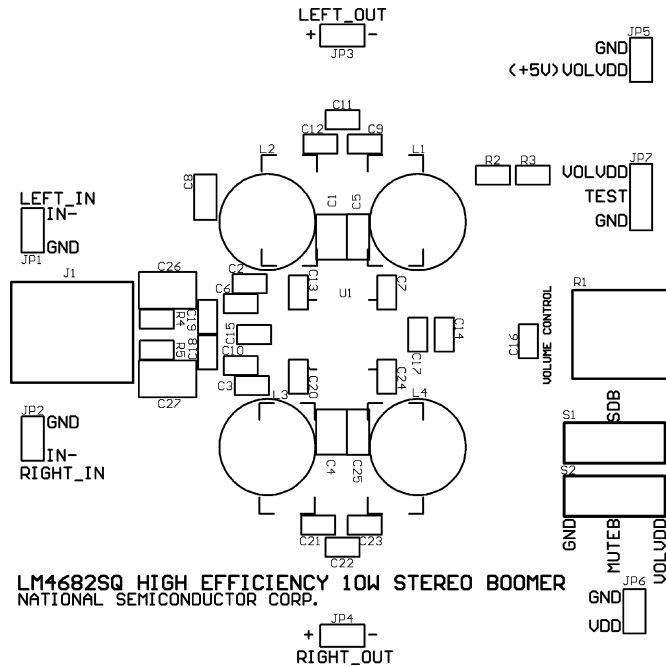 LEFT_OUT
+ -
JP3
JP5
GND
(+5V)VOLVDD
C11
C12
C9
L2
L1
R2
R3
JP7
VOLVDD
TEST
GND
C8
C1
C5
LEFT_IN
IN-
GND
JP1
J1
C26
C2
C6
C13
U1
C7
R1
R4
C19
C15
C17
C14
C16
VOLUME CONTROL
R5
C18
C10
C3
C27
C20
C24
L3
L4
JP2
GND
IN-
RIGHT_IN
SDB
S1
S2
C4
C25
C21
C23
C22
GND
MUTEB
VOLVDD
LM4682SQ HIGH EFFICIENCY 10W STEREO BOOMER
NATIONAL SEMICONDUCTOR CORP.
JP6
GND
VDD
JP4
+ -
RIGHT_OUT